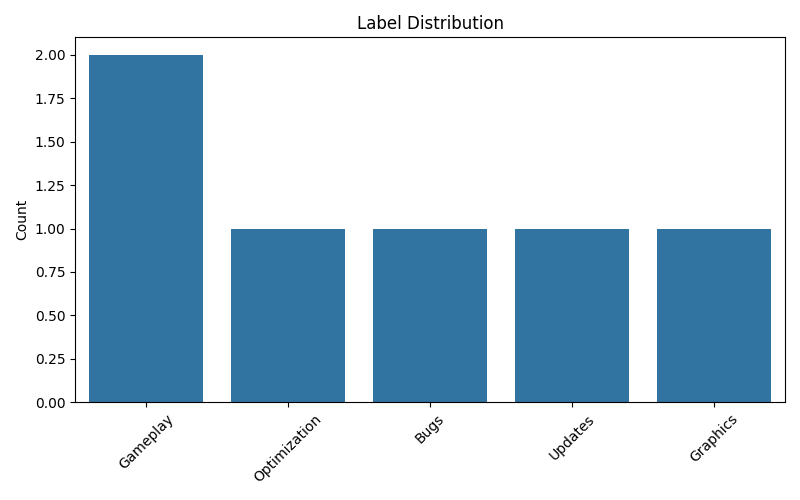 Label Distribution
2.00
1.75
1.50
1.25
1.00
0.75
0.50
0.25
0.00
Count
Gameplay
Optimization
Bugs
Updates
Graphics